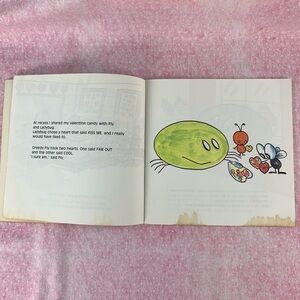 At recess I shared my valentine candy with Fly
and Ladybug.
Ladybug chose a heart that said KISS ME, and I really
would have liked to.
Greedy Fly took two hearts. One said FAR OUT
and the other said COOL.
"I sure am," said Fly.